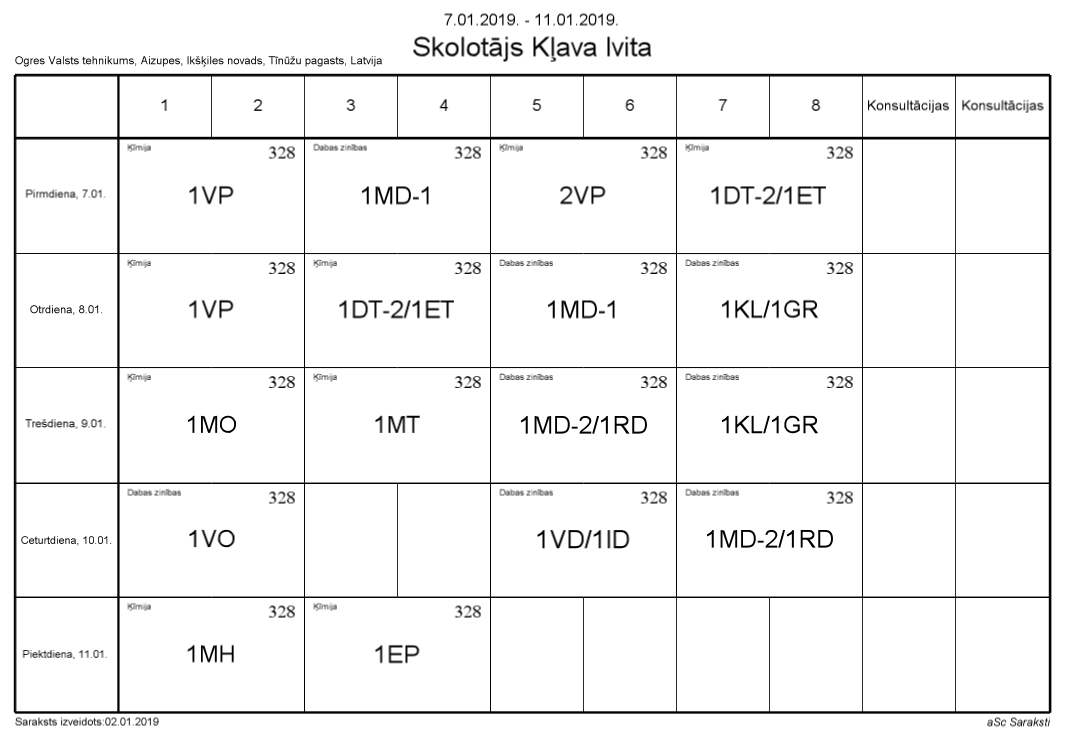 7.01.2019. - 11.01.2019.
Skolotājs Kļava Ivita
Ogres Valsts tehnikums, Aizupes, Ikšķiles novads, Tīnūžu pagasts, Latvija
1 2 3 4 5 6 7 8 Konsultācijas Konsultācijas
Ķīmija 328 Dabas zinības 328 Ķīmija 328 Ķīmija 328
Pirmdiena, 7.01. 1VP 1MD-1 2VP 1DT-2/1ET
Ķīmija 328 Ķīmija 328 Dabas zinības 328 Dabas zinības 328
Otrdiena, 8.01. 1VP 1DT-2/1ET 1MD-1 1KL/1GR
Ķīmija 328 Ķīmija 328 Dabas zinības 328 Dabas zinības 328
Trešdiena, 9.01. 1MO 1MT 1MD-2/1RD 1KL/1GR
Dabas zinības 328 Dabas zinības 328 Dabas zinības 328
Ceturtdiena, 10.01. 1VO 1VD/1ID 1MD-2/1RD
Ķīmija 328 Ķīmija 328
Piektdiena, 11.01. 1MH 1EP
Saraksts izveidots:02.01.2019 aSc Saraksti